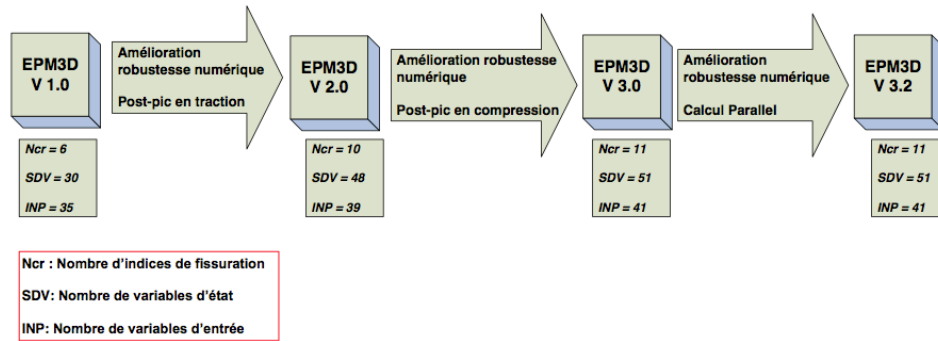 EPM3D
V 1.0
Amélioration
robustesse numérique
Post-pic en traction
EPM3D
V 2.0
Amélioration robustesse
numérique
Post-pic en compression
EPM3D
V 3.0
Amélioration
robustesse numérique
Calcul Parallel
EPM3D
V 3.2
Ncr = 6
SDV = 30
INP = 35
Ncr = 10
SDV = 48
INP = 39
Ncr = 11
SDV = 51
INP = 41
Ncr = 11
SDV = 51
INP = 41
Ncr : Nombre d'indices de fissuration
SDV: Nombre de variables d'état
INP: Nombre de variables d'entrée